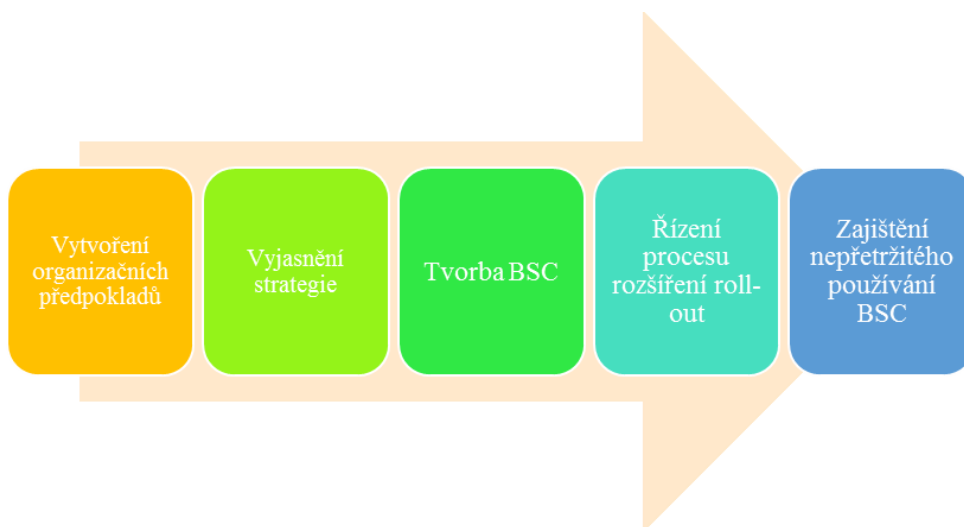 Vytvoření
organizačních
předpokladů
Vyjasnění
strategie
Tvorba BSC
Řízení
procesu
rozšíření roll-
out
Zajištění
nepřetržitého
používání
BSC